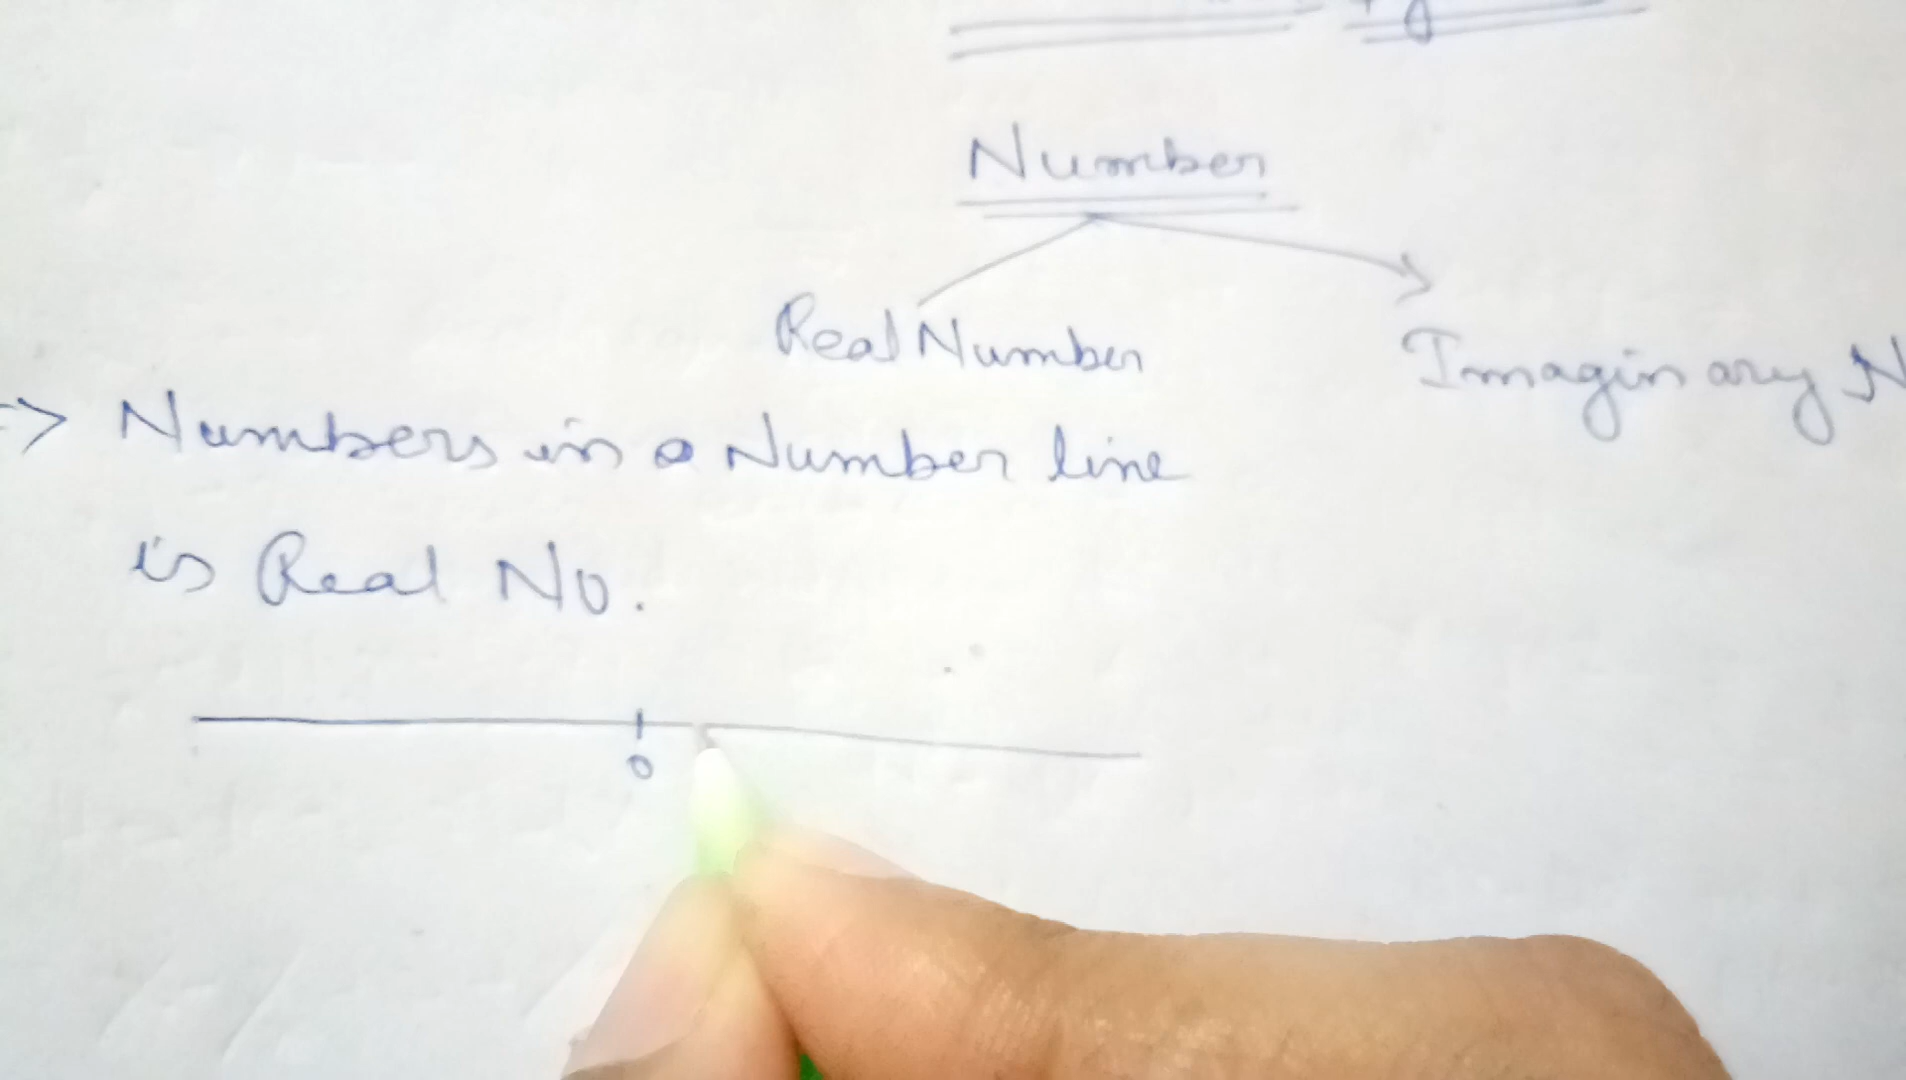 Number
Real Number
Imaginary N
=> Numbers in a Number line
is Real No.
0